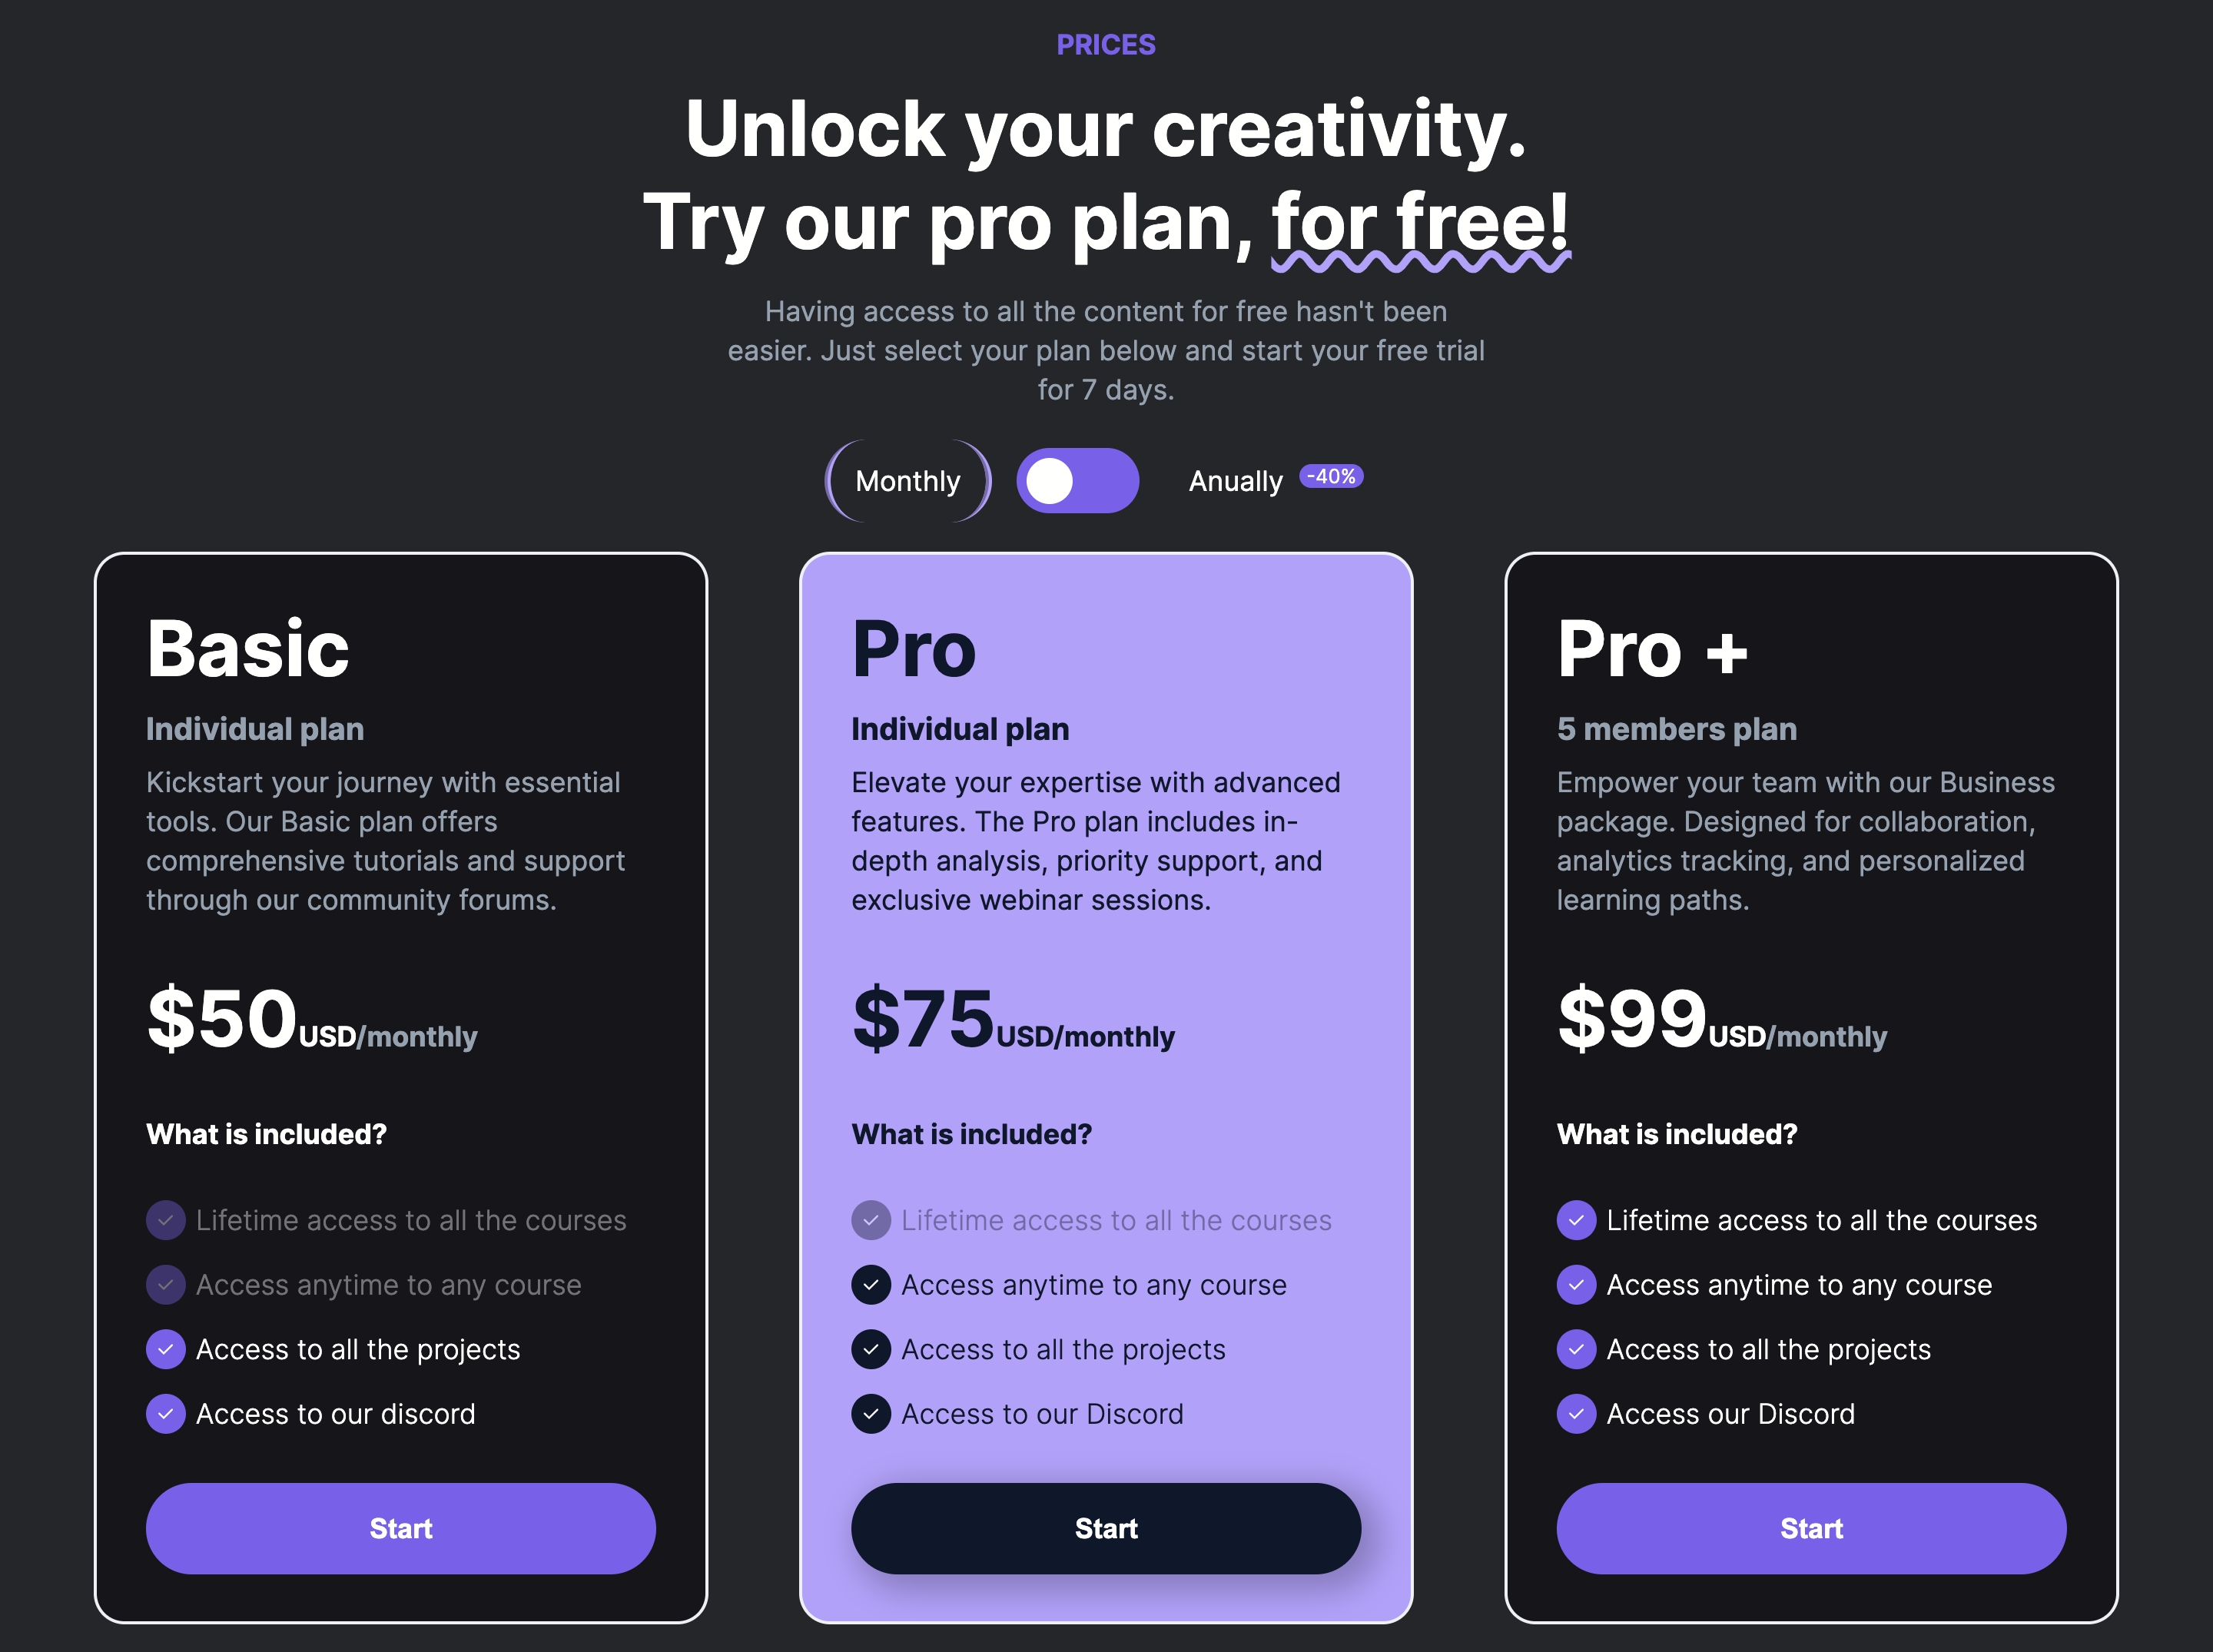 PRICES
Unlock your creativity.
Try our pro plan, for free!
Having access to all the content for free hasn't been
easier. Just select your plan below and start your free trial
for 7 days.
Monthly
Anually -40%
Basic
Individual plan
Kickstart your journey with essential
tools. Our Basic plan offers
comprehensive tutorials and support
through our community forums.
$50USD/monthly
What is included?
Lifetime access to all the courses
Access anytime to any course
Access to all the projects
Access to our discord
Start
Pro
Individual plan
Elevate your expertise with advanced
features. The Pro plan includes in-
depth analysis, priority support, and
exclusive webinar sessions.
$75USD/monthly
What is included?
Lifetime access to all the courses
Access anytime to any course
Access to all the projects
Access to our Discord
Start
Pro +
5 members plan
Empower your team with our Business
package. Designed for collaboration,
analytics tracking, and personalized
learning paths.
$99USD/monthly
What is included?
Lifetime access to all the courses
Access anytime to any course
Access to all the projects
Access our Discord
Start